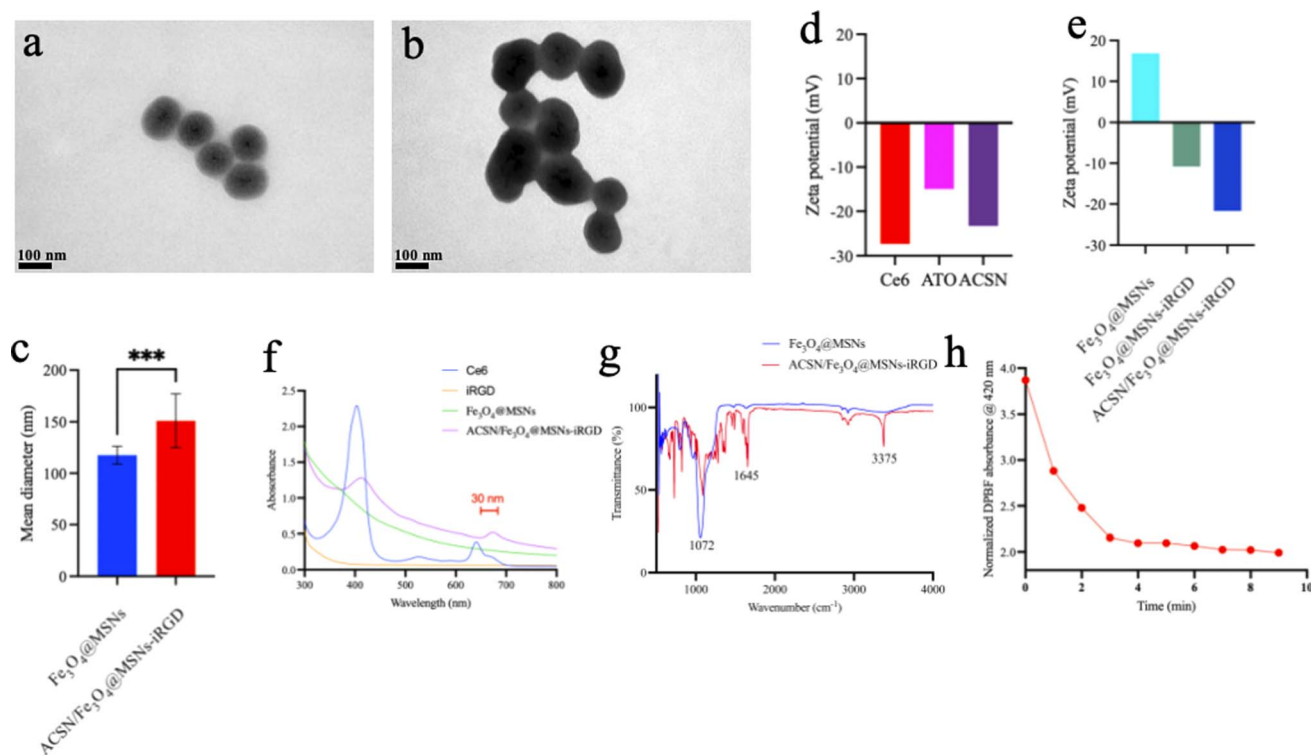 a
100 nm
b
100 nm
d
Zeta potential (mV)
20
10
0
-10
-20
-30
Ce6 ATO ACSN
e
Zeta potential (mV)
20
10
0
-10
-20
-30
Fe₃O₄@MSNs
Fe₃O₄@MSNs-iRGD
ACSN/Fe₃O₄@MSNs-iRGD
c
***
Mean diameter (nm)
200
150
100
50
0
Fe₃O₄@MSNs
ACSN/Fe₃O₄@MSNs-iRGD
f
Ce6
iRGD
Fe₃O₄@MSNs
ACSN/Fe₃O₄@MSNs-iRGD
Abosorbance
2.5
2.0
1.5
1.0
0.5
0.0
30 nm
300 400 500 600 700 800
Wavelength (nm)
g
Fe₃O₄@MSNs
ACSN/Fe₃O₄@MSNs-iRGD
Transmittance (%)
100
50
0
1072
1645
3375
1000 2000 3000 4000
Wavenumber (cm⁻¹)
h
Normalized DPBF absorbance @ 420 nm
4.0
3.5
3.0
2.5
2.0
0 2 4 6 8 10
Time (min)